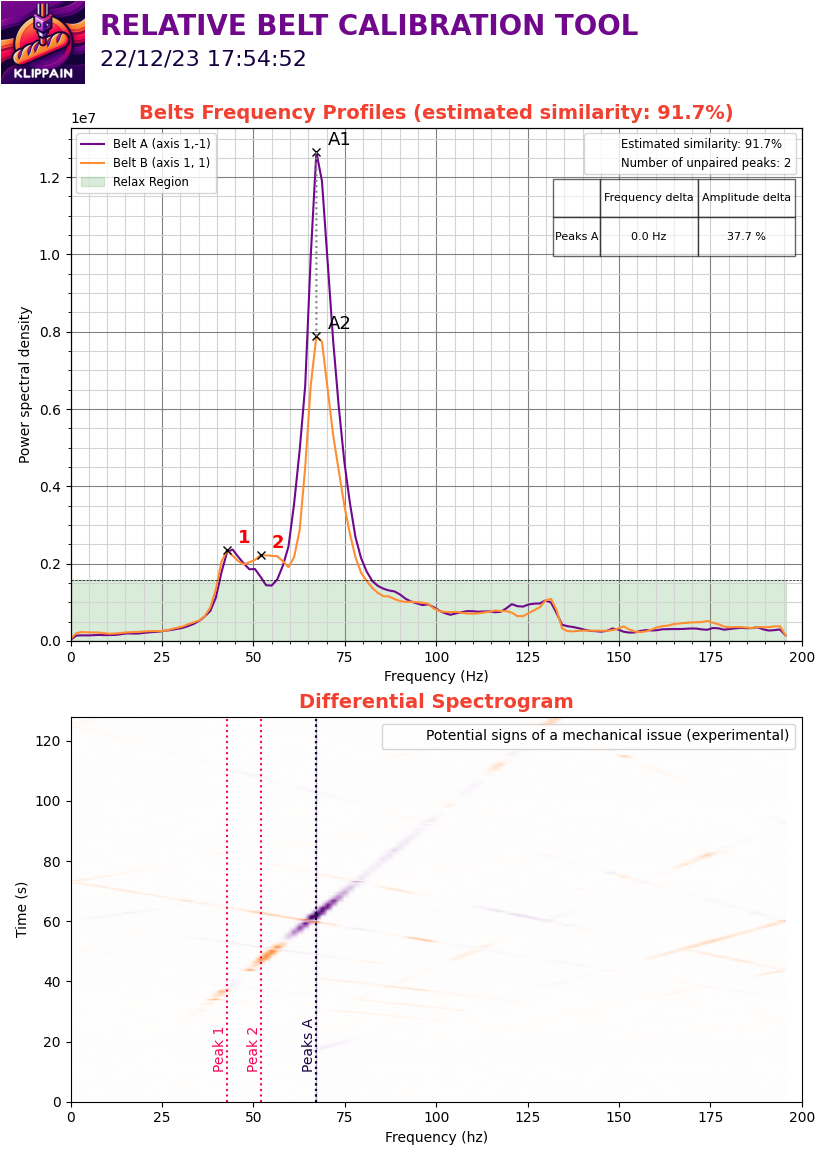 KLIPPAIN
RELATIVE BELT CALIBRATION TOOL
22/12/23 17:54:52
Belts Frequency Profiles (estimated similarity: 91.7%)
1e7
Belt A (axis 1,-1)
Belt B (axis 1, 1)
Relax Region
A1
Estimated similarity: 91.7%
Number of unpaired peaks: 2
Frequency delta Amplitude delta
Peaks A 0.0 Hz 37.7 %
A2
1 2
Power spectral density
1.2
1.0
0.8
0.6
0.4
0.2
0.0
0 25 50 75 100 125 150 175 200
Frequency (Hz)
Differential Spectrogram
Potential signs of a mechanical issue (experimental)
Time (s)
120
100
80
60
40
20
0
Peak 1
Peak 2
Peaks A
0 25 50 75 100 125 150 175 200
Frequency (hz)